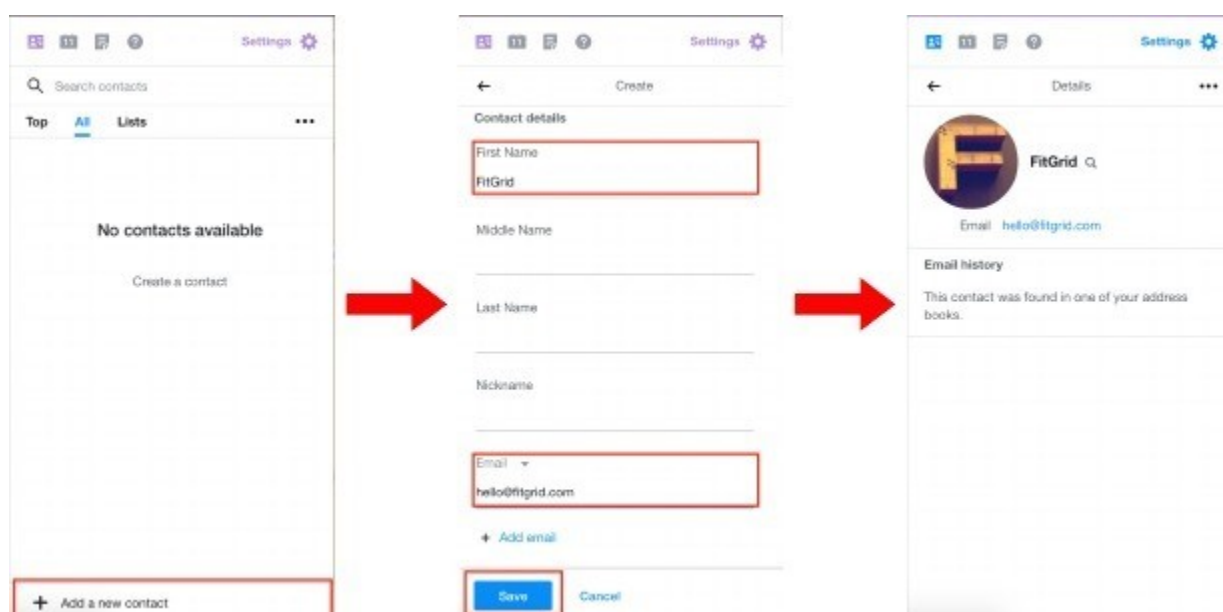 Settings
Search contacts
Top All Lists
No contacts available
Create a contact
+ Add a new contact
Settings
Create
Contact details
First Name
FitGrid
Middle Name
Last Name
Nickname
Email
hello@fitgrid.com
+ Add email
Save Cancel
Settings
Details
FitGrid
Email hello@fitgrid.com
Email history
This contact was found in one of your address
books.